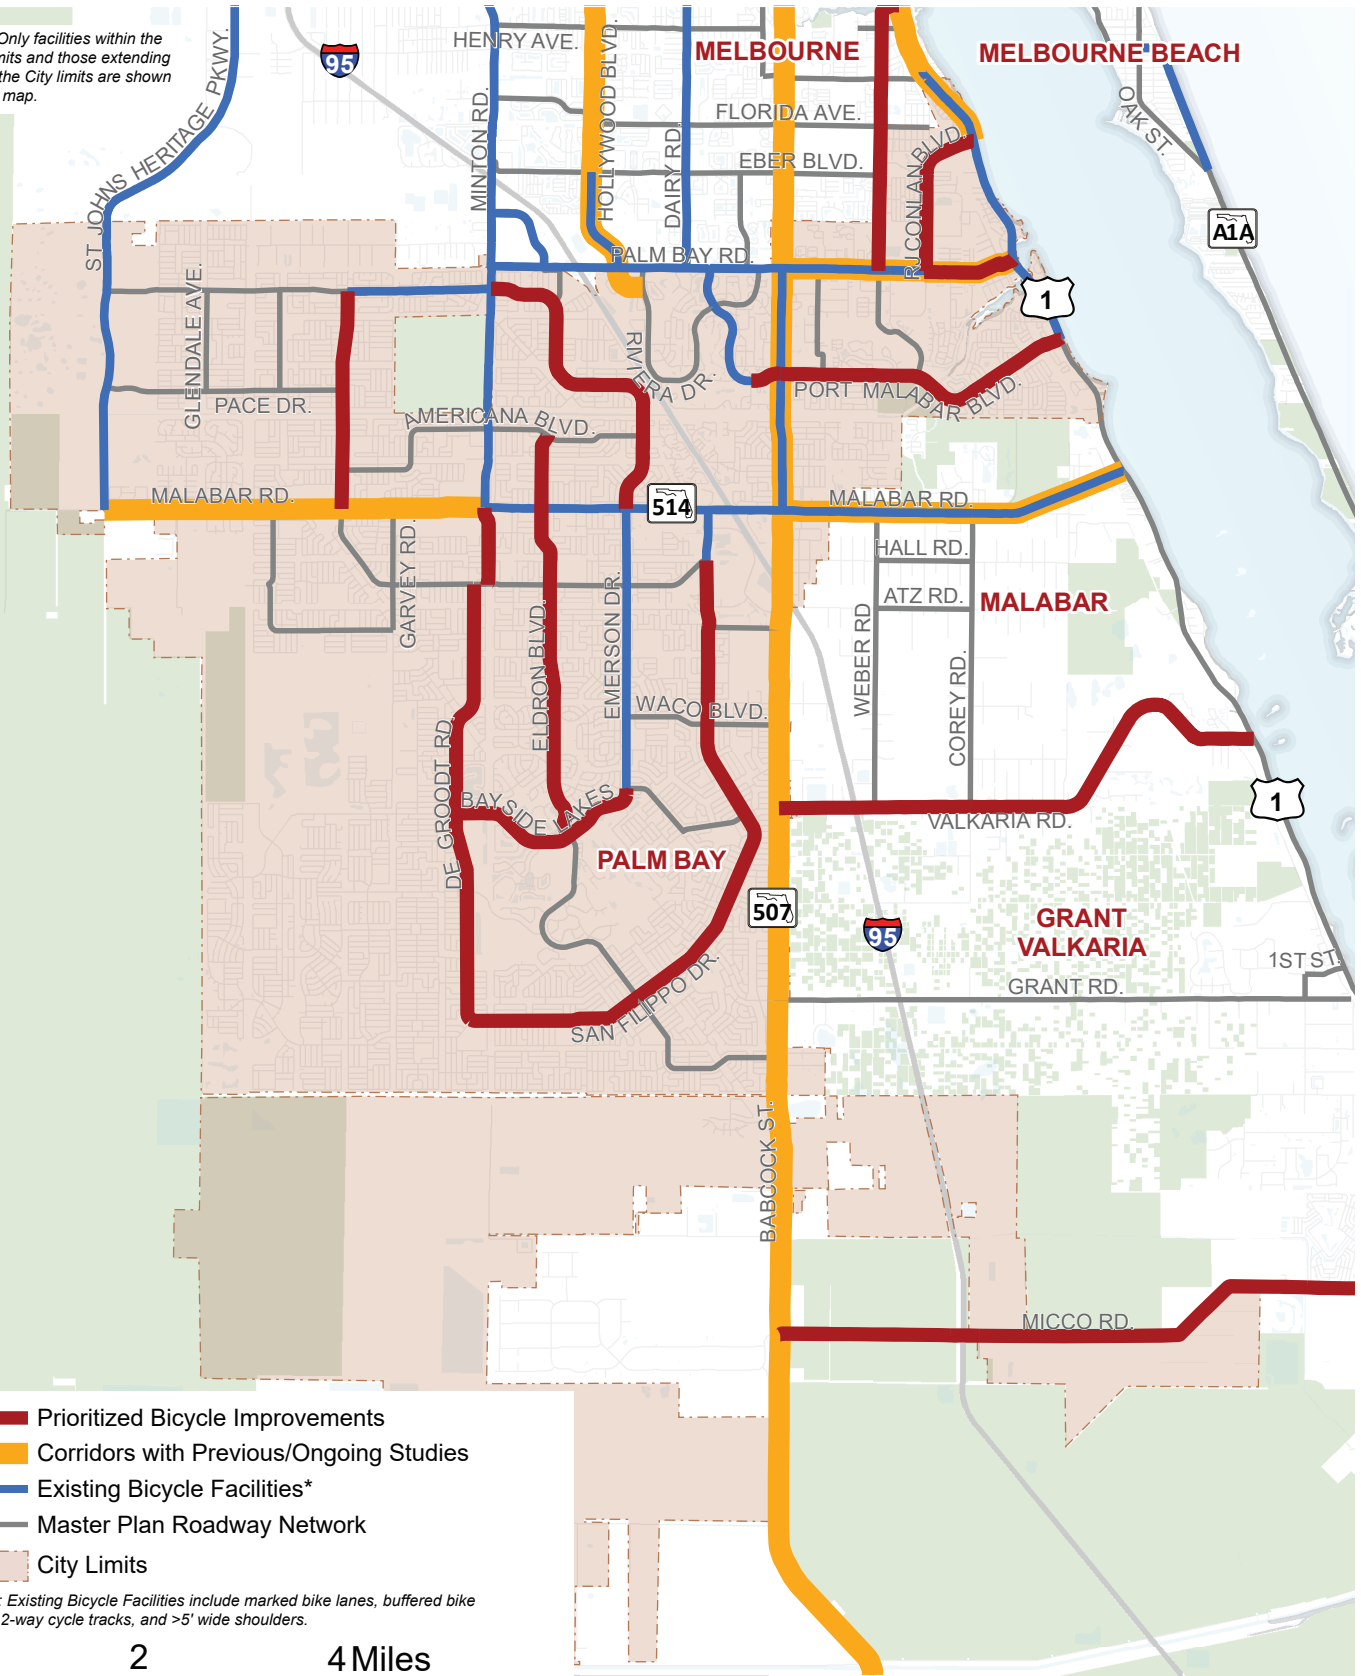 Only facilities within the
mits and those extending
the City limits are shown
map.
ST JOHNS HERITAGE PKWY.
95
HENRY AVE.
HOLLYWOOD BLVD.
MELBOURNE
MELBOURNE BEACH
MINTON RD.
DAIRY RD.
FLORIDA AVE.
EBER BLVD.
RJ CONLAN BLVD.
OAK ST.
A1A
PALM BAY RD.
1
GLENDALE AVE.
RIVIERA DR.
PACE DR.
AMERICANA BLVD.
PORT MALABAR BLVD.
MALABAR RD.
514
MALABAR RD.
GARVEY RD.
HALL RD.
ATZ RD.
MALABAR
EMERSON DR.
ELDRON BLVD.
WEBER RD
COREY RD.
WACO BLVD.
DE GROODT RD.
BAYSIDE LAKES
VALKARIA RD.
1
PALM BAY
507
95
GRANT
VALKARIA
1ST ST.
GRANT RD.
SAN FILIPPO DR.
BABCOCK ST.
MICCO RD.
Prioritized Bicycle Improvements
Corridors with Previous/Ongoing Studies
Existing Bicycle Facilities*
Master Plan Roadway Network
City Limits
: Existing Bicycle Facilities include marked bike lanes, buffered bike
2-way cycle tracks, and >5' wide shoulders.
2 4 Miles